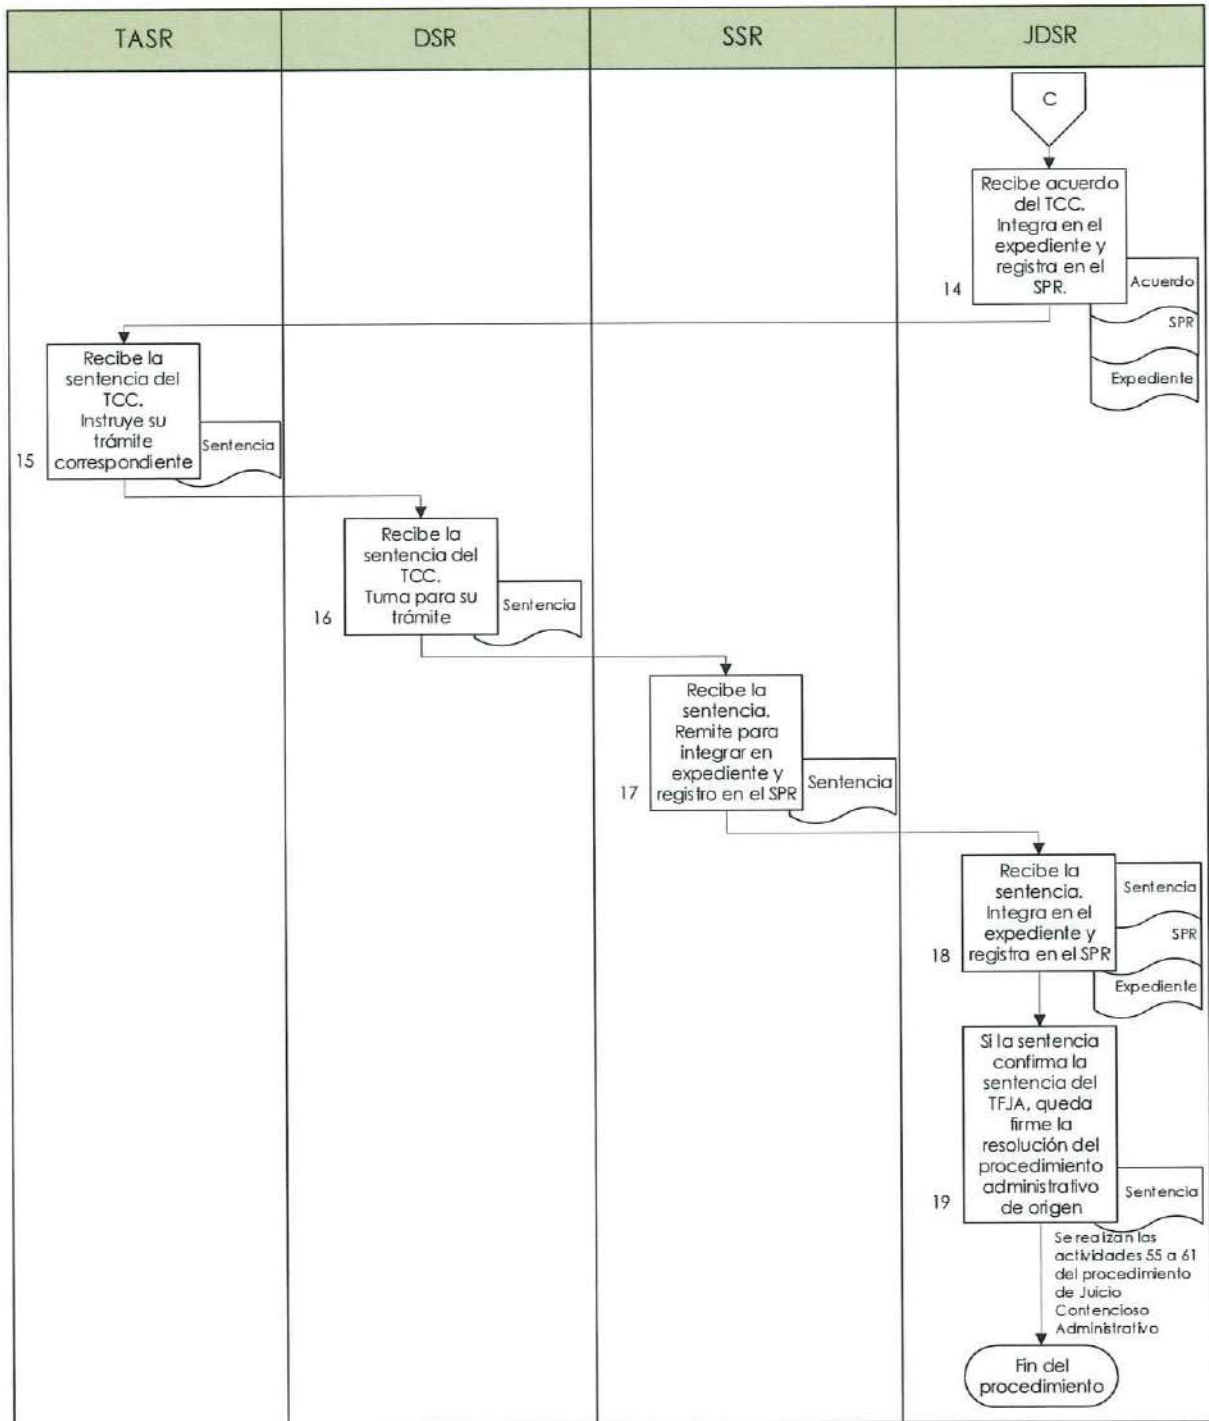 TASR
DSR
SSR
JDSR
C
Recibe acuerdo
del TCC.
Integra en el
expediente y
registra en el
SPR.
14
Acuerdo
SPR
Expediente
Recibe la
sentencia del
TCC.
Instruye su
trámite
correspondiente
15
Sentencia
Recibe la
sentencia del
TCC.
Turna para su
trámite
16
Sentencia
Recibe la
sentencia.
Remite para
integrar en
expediente y
registro en el SPR
17
Sentencia
Recibe la
sentencia.
Integra en el
expediente y
registra en el SPR
18
Sentencia
SPR
Expediente
Si la sentencia
confirma la
sentencia del
TFJA, queda
firme la
resolución del
procedimiento
administrativo
de origen
19
Sentencia
Se realizan las
actividades 55 a 61
del procedimiento
de Juicio
Contencioso
Administrativo
Fin del
procedimiento